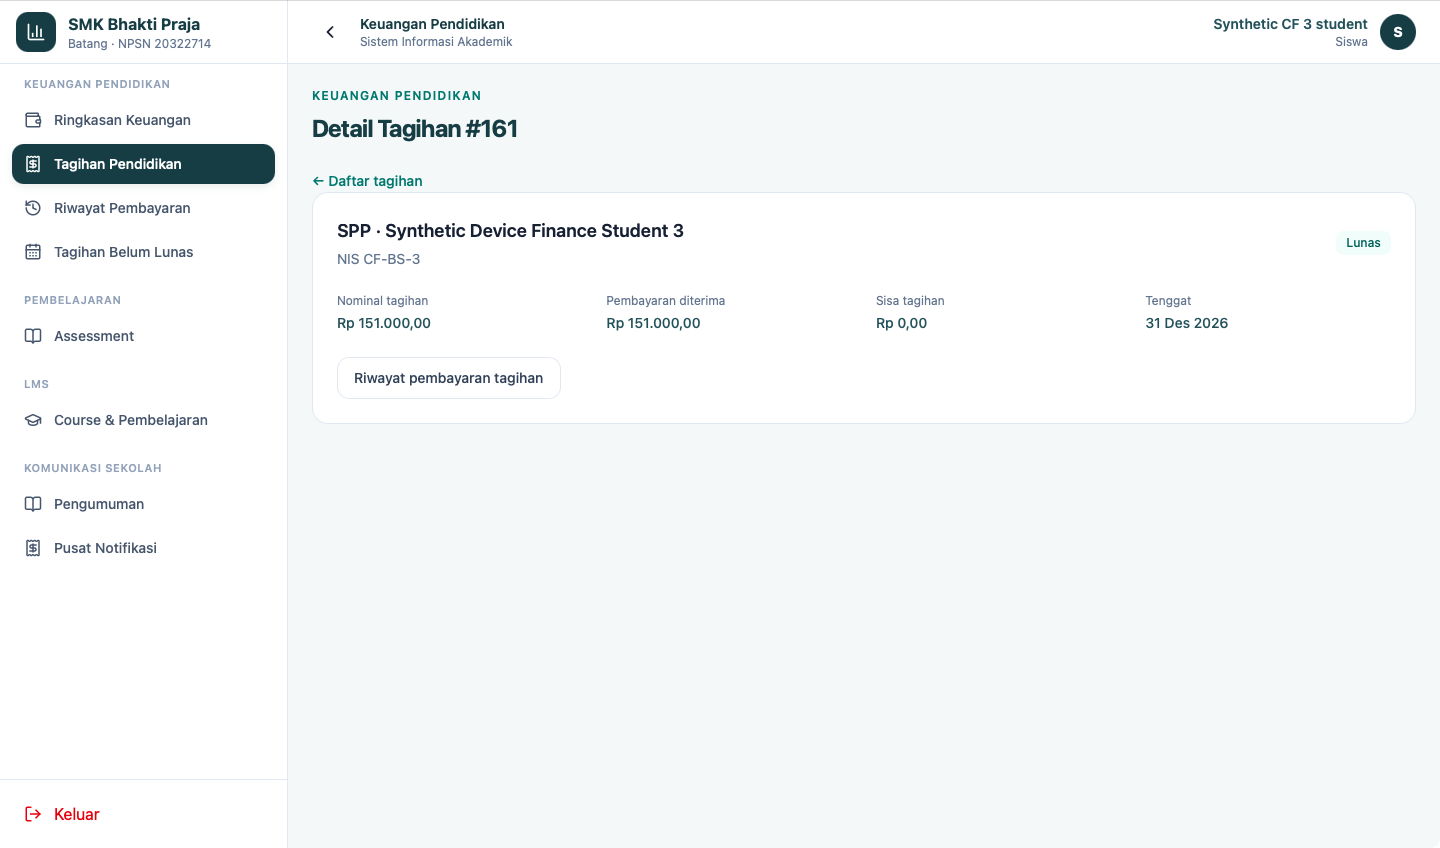 SMK Bhakti Praja
Batang · NPSN 20322714
KEUANGAN PENDIDIKAN
Ringkasan Keuangan
Tagihan Pendidikan
Riwayat Pembayaran
Tagihan Belum Lunas
PEMBELAJARAN
Assessment
LMS
Course & Pembelajaran
KOMUNIKASI SEKOLAH
Pengumuman
Pusat Notifikasi
Keluar
Keuangan Pendidikan
Sistem Informasi Akademik
Synthetic CF 3 student
Siswa
S
KEUANGAN PENDIDIKAN
Detail Tagihan #161
← Daftar tagihan
SPP · Synthetic Device Finance Student 3
NIS CF-BS-3
Lunas
Nominal tagihan
Rp 151.000,00
Pembayaran diterima
Rp 151.000,00
Sisa tagihan
Rp 0,00
Tenggat
31 Des 2026
Riwayat pembayaran tagihan